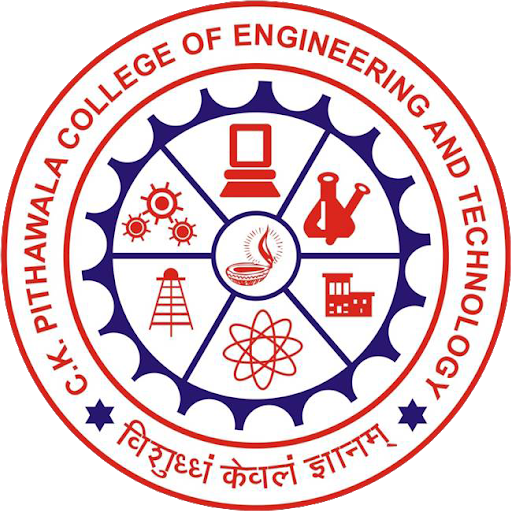 C.K. PITHAWALA COLLEGE OF ENGINEERING AND TECHNOLOGY
विशुध्धं केवलं ज्ञानम्